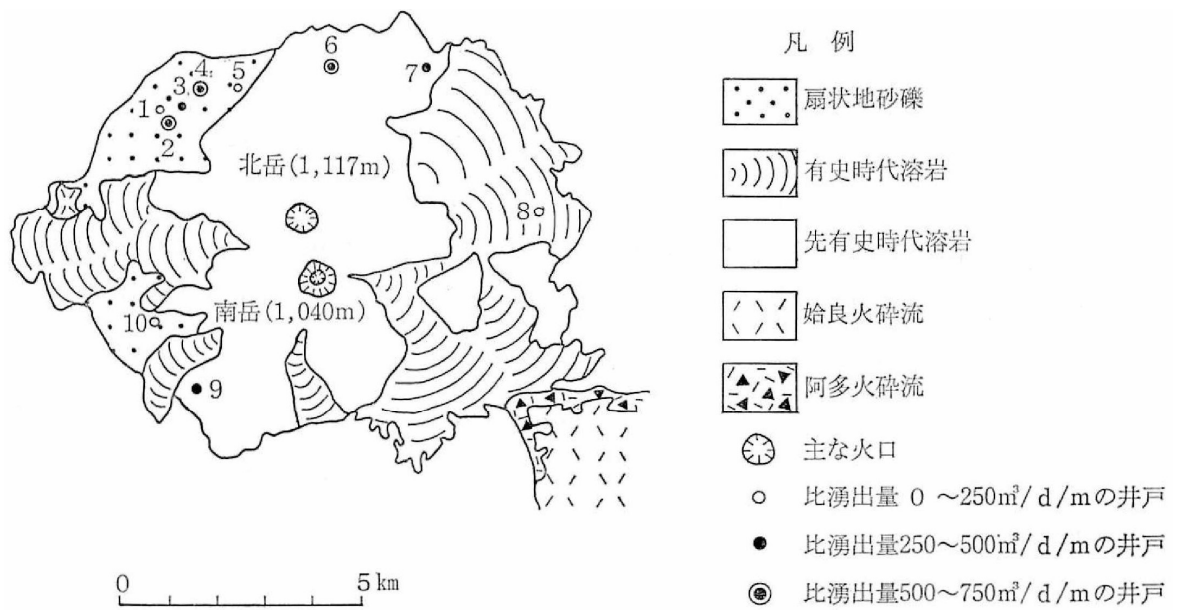 6
7
4
5
3
1
2
北岳(1,117m)
8
南岳(1,040m)
10
9
0 5km
凡 例
扇状地砂礫
有史時代溶岩
先有史時代溶岩
姶良火砕流
阿多火砕流
主な火口
比湧出量 0 ～250m³/d/mの井戸
比湧出量250～500m³/d/mの井戸
比湧出量500～750m³/d/mの井戸